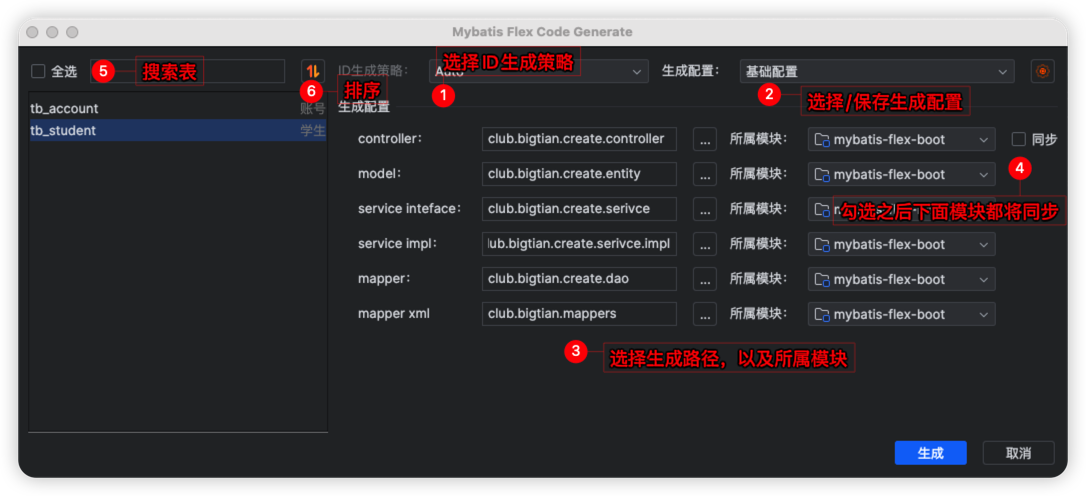 Mybatis Flex Code Generate
全选
5
搜索表
6
排序
ID生成策略：
Auto
选择ID生成策略
1
生成配置：
基础配置
2
选择/保存生成配置
tb_account 账号
tb_student 学生
生成配置
controller：
club.bigtian.create.controller
...
所属模块：
mybatis-flex-boot
同步
4
勾选之后下面模块都将同步
model：
club.bigtian.create.entity
...
所属模块：
mybatis-flex-boot
service inteface：
club.bigtian.create.serivce
...
所属模块：
service impl：
lub.bigtian.create.serivce.impl
...
所属模块：
mybatis-flex-boot
mapper：
club.bigtian.create.dao
...
所属模块：
mybatis-flex-boot
mapper xml
club.bigtian.mappers
...
所属模块：
mybatis-flex-boot
3
选择生成路径，以及所属模块
生成
取消